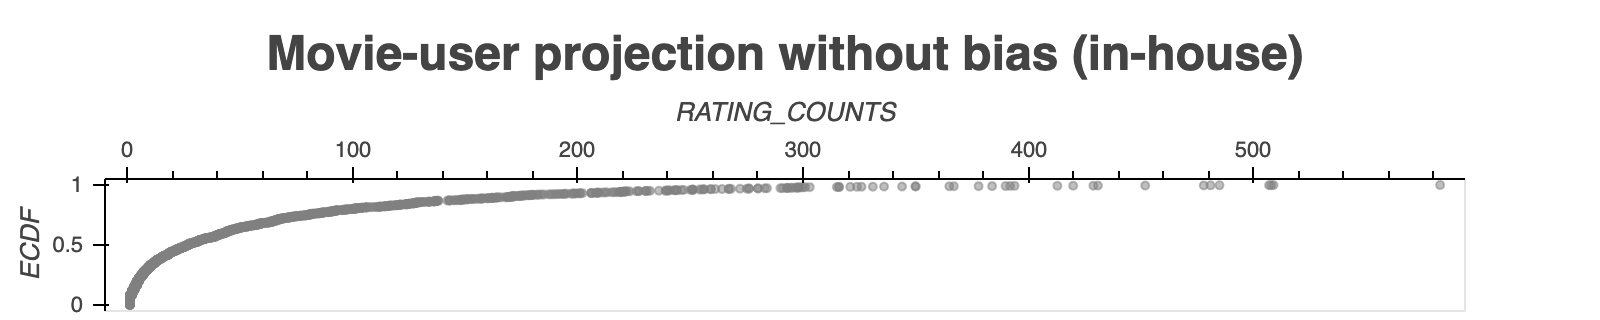 Movie-user projection without bias (in-house)
RATING_COUNTS
0 100 200 300 400 500
ECDF
1
0.5
0